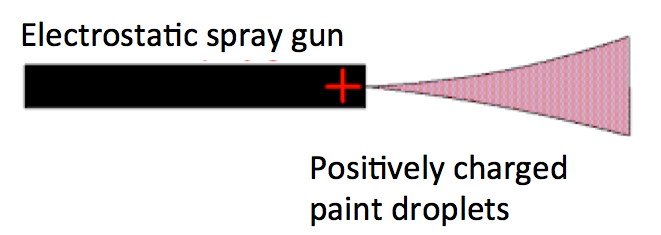 Electrostatic spray gun
+
Positively charged
paint droplets